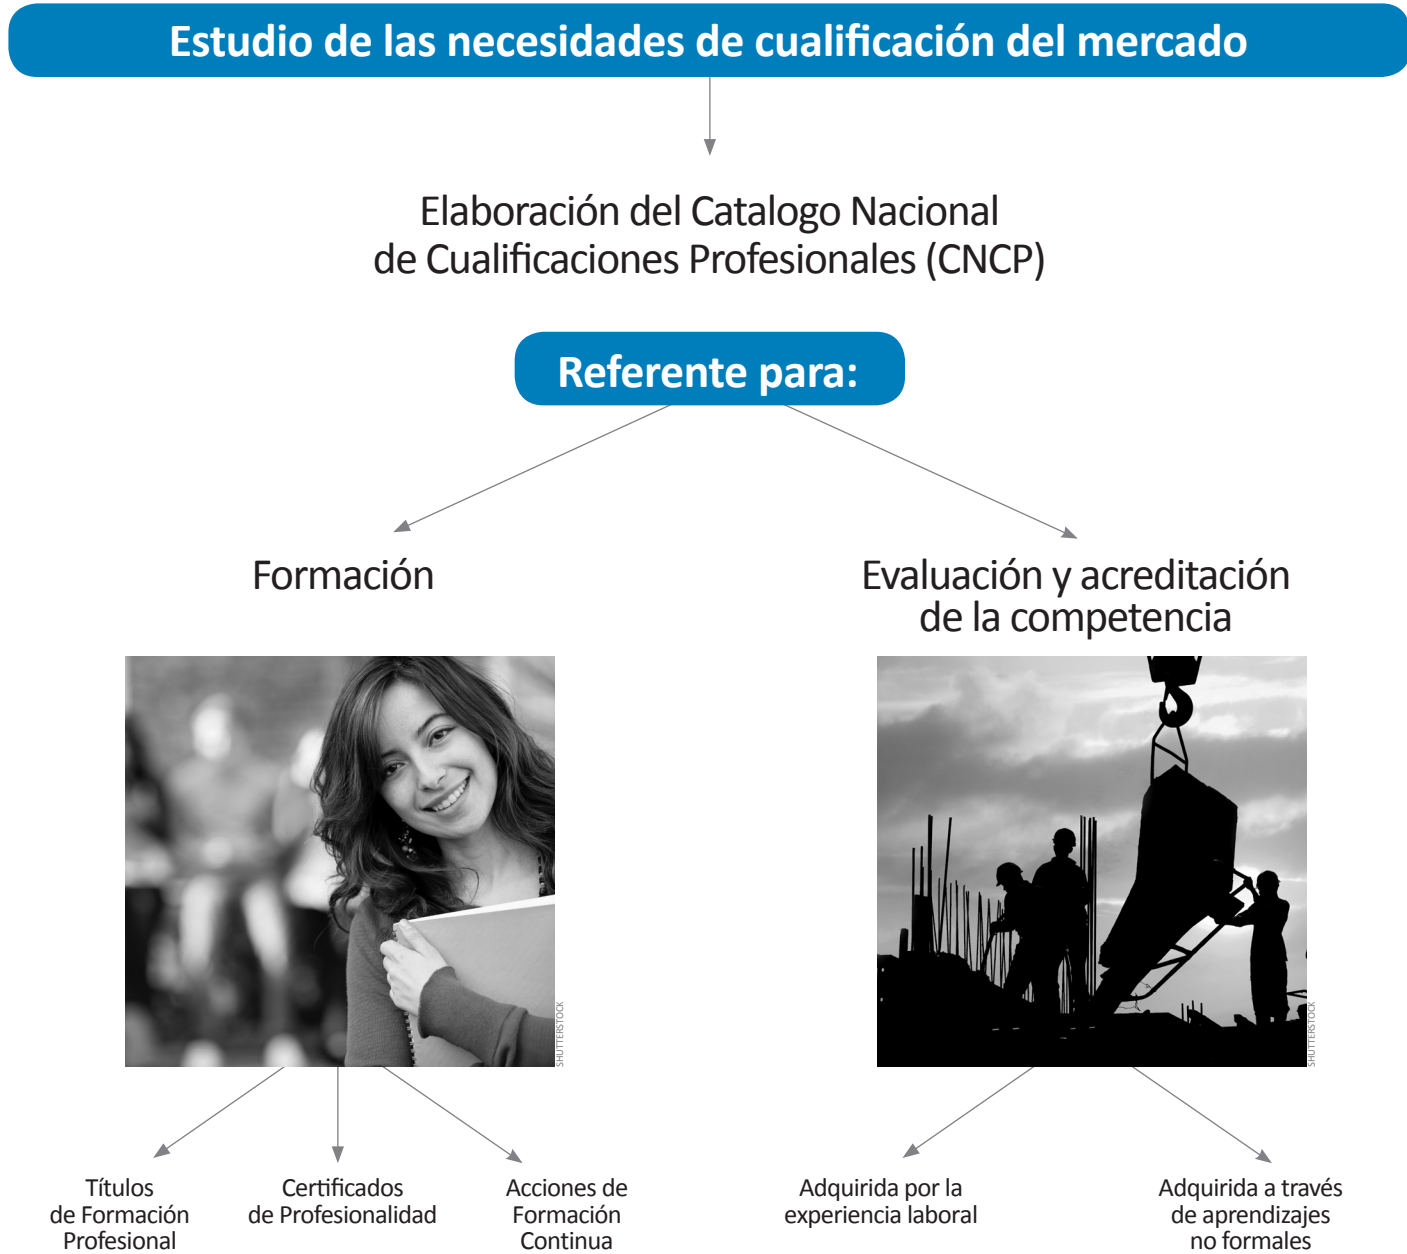 Estudio de las necesidades de cualificación del mercado
Elaboración del Catalogo Nacional
de Cualificaciones Profesionales (CNCP)
Referente para:
Formación
Evaluación y acreditación
de la competencia
SHUTTERSTOCK
SHUTTERSTOCK
Títulos
de Formación
Profesional
Certificados
de Profesionalidad
Acciones de
Formación
Continua
Adquirida por la
experiencia laboral
Adquirida a través
de aprendizajes
no formales